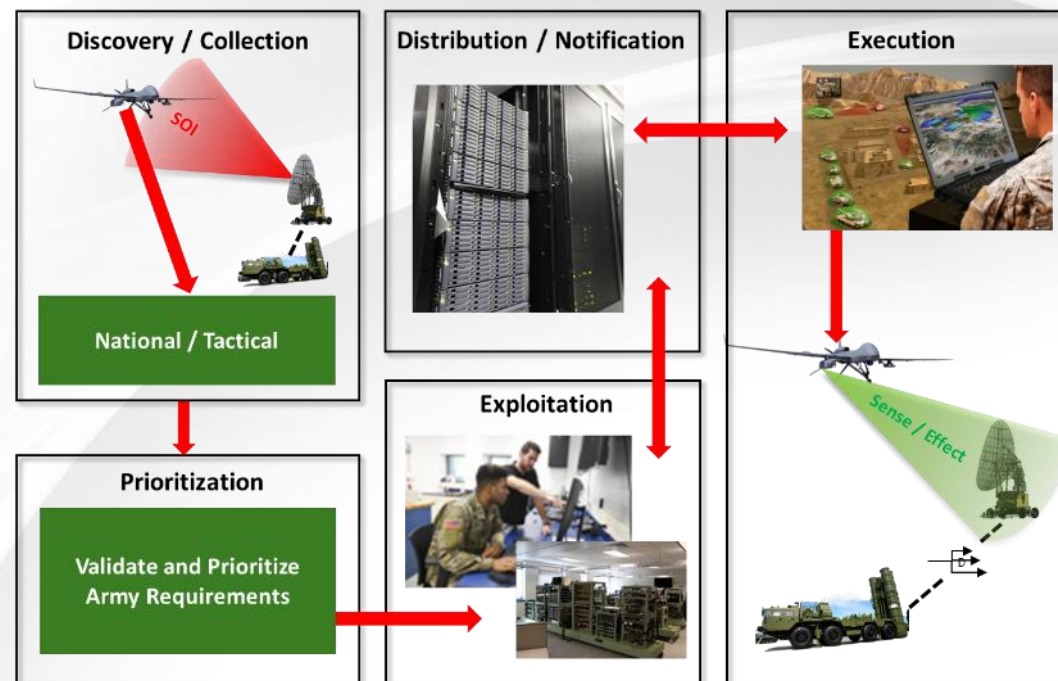 Discovery / Collection
SOI
National / Tactical
Prioritization
Validate and Prioritize
Army Requirements
Distribution / Notification
Exploitation
Execution
Sense / Effect
D